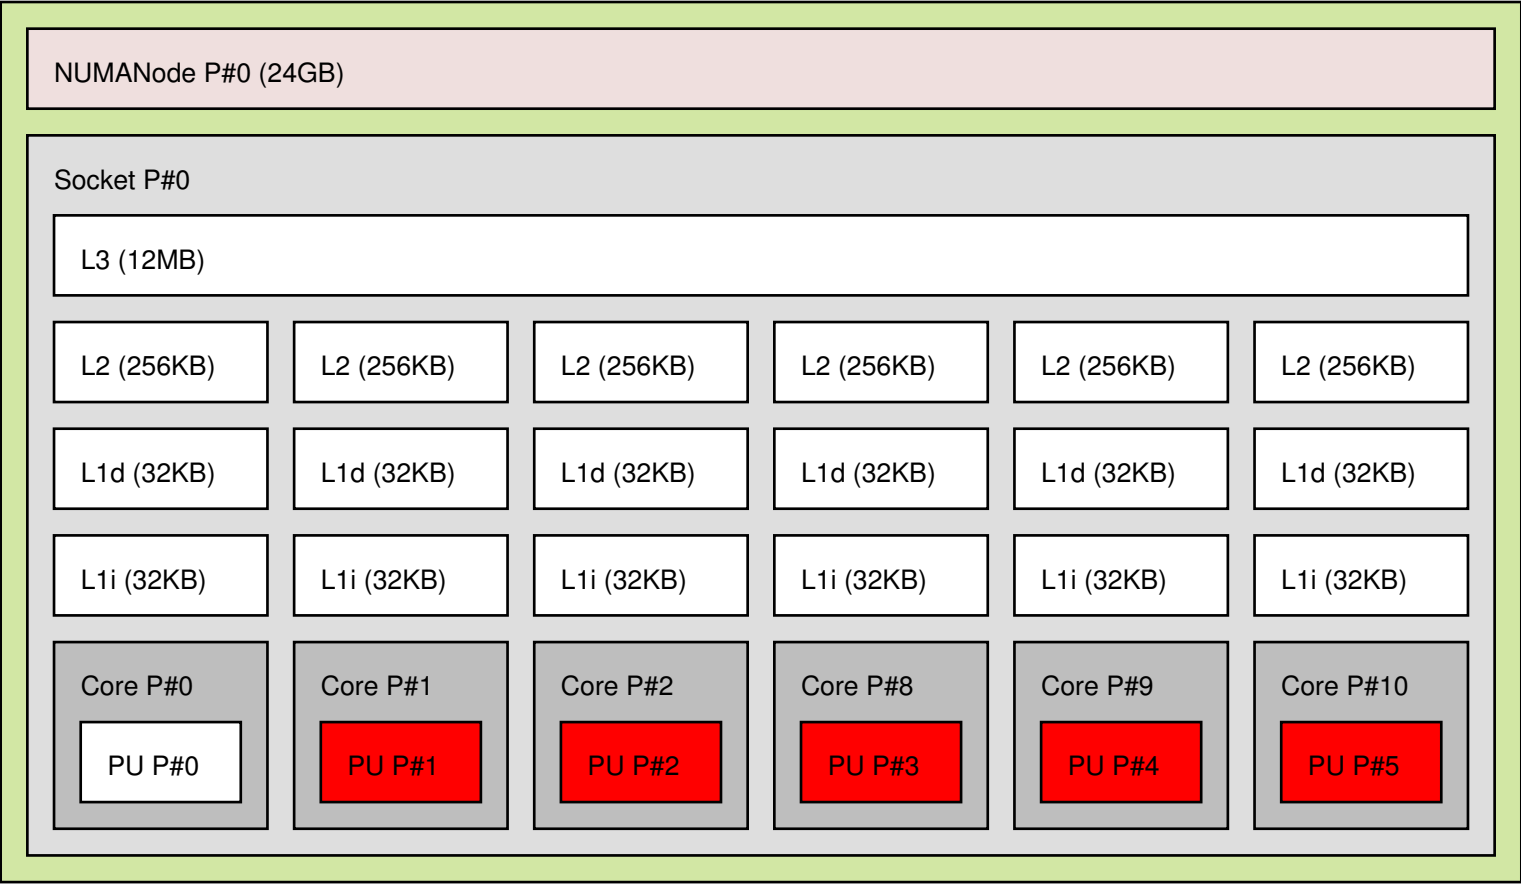 NUMANode P#0 (24GB)
Socket P#0
L3 (12MB)
L2 (256KB) L2 (256KB) L2 (256KB) L2 (256KB) L2 (256KB) L2 (256KB)
L1d (32KB) L1d (32KB) L1d (32KB) L1d (32KB) L1d (32KB) L1d (32KB)
L1i (32KB) L1i (32KB) L1i (32KB) L1i (32KB) L1i (32KB) L1i (32KB)
Core P#0 Core P#1 Core P#2 Core P#8 Core P#9 Core P#10
PU P#0 PU P#1 PU P#2 PU P#3 PU P#4 PU P#5